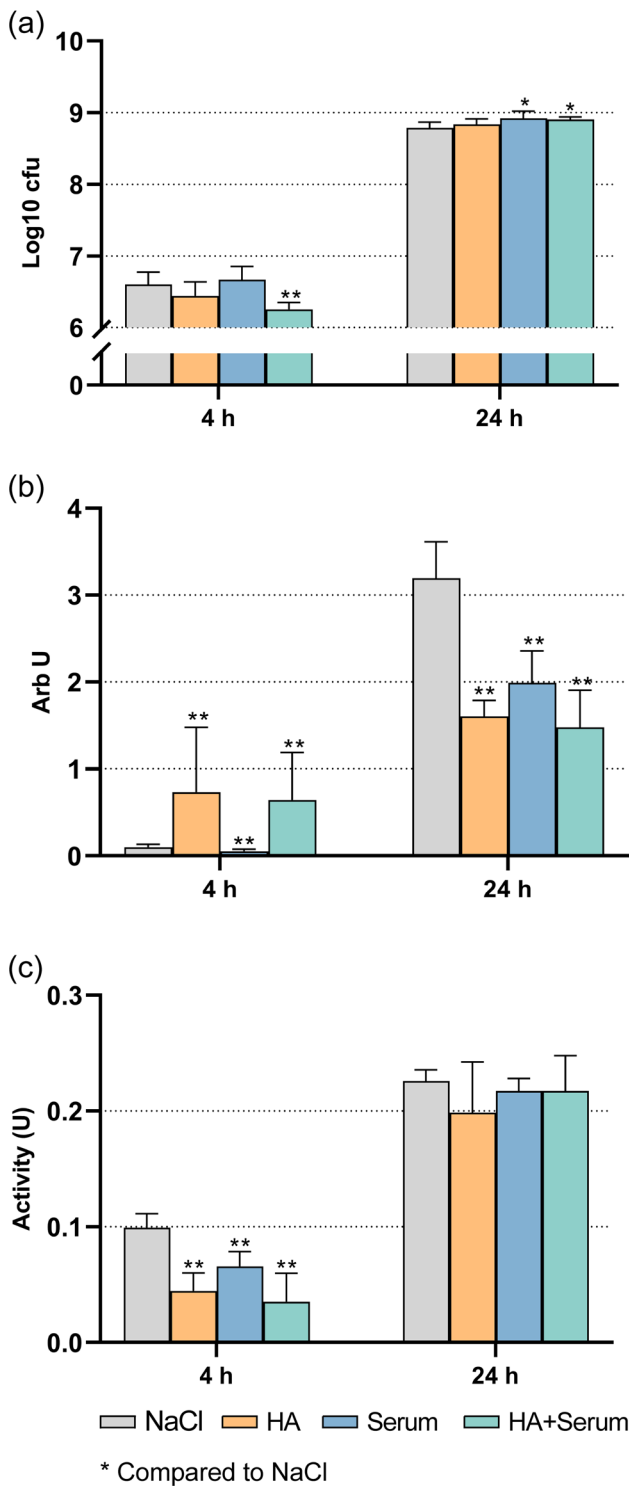 (a)
Log10 cfu
10
9
8
7
6
0
*
*
**
4 h
24 h
(b)
Arb U
4
3
2
1
0
**
**
**
**
**
**
4 h
24 h
(c)
Activity (U)
0.3
0.2
0.1
0.0
**
**
**
4 h
24 h
NaCl HA Serum HA+Serum
* Compared to NaCl